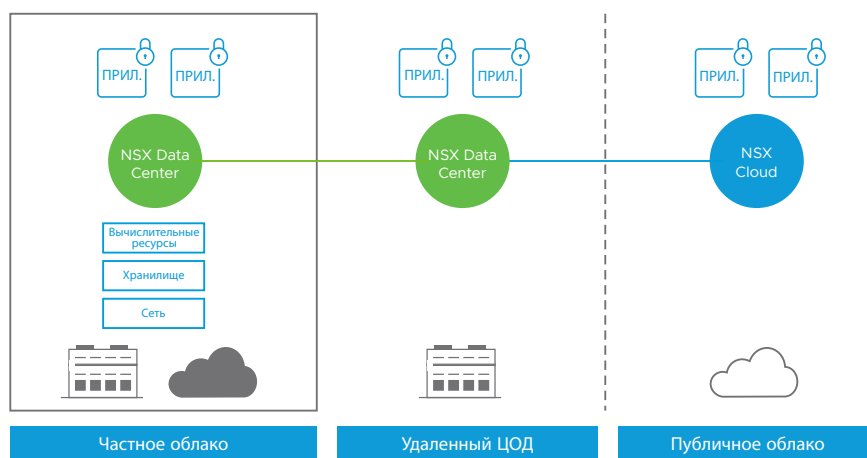 ПРИЛ. ПРИЛ. ПРИЛ. ПРИЛ. ПРИЛ. ПРИЛ.
NSX Data
Center
NSX Data
Center
NSX
Cloud
Вычислительные
ресурсы
Хранилище
Сеть
Частное облако
Удаленный ЦОД
Публичное облако